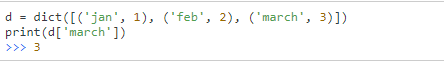 d = dict([('jan', 1), ('feb', 2), ('march', 3)])
print(d['march'])
>>> 3